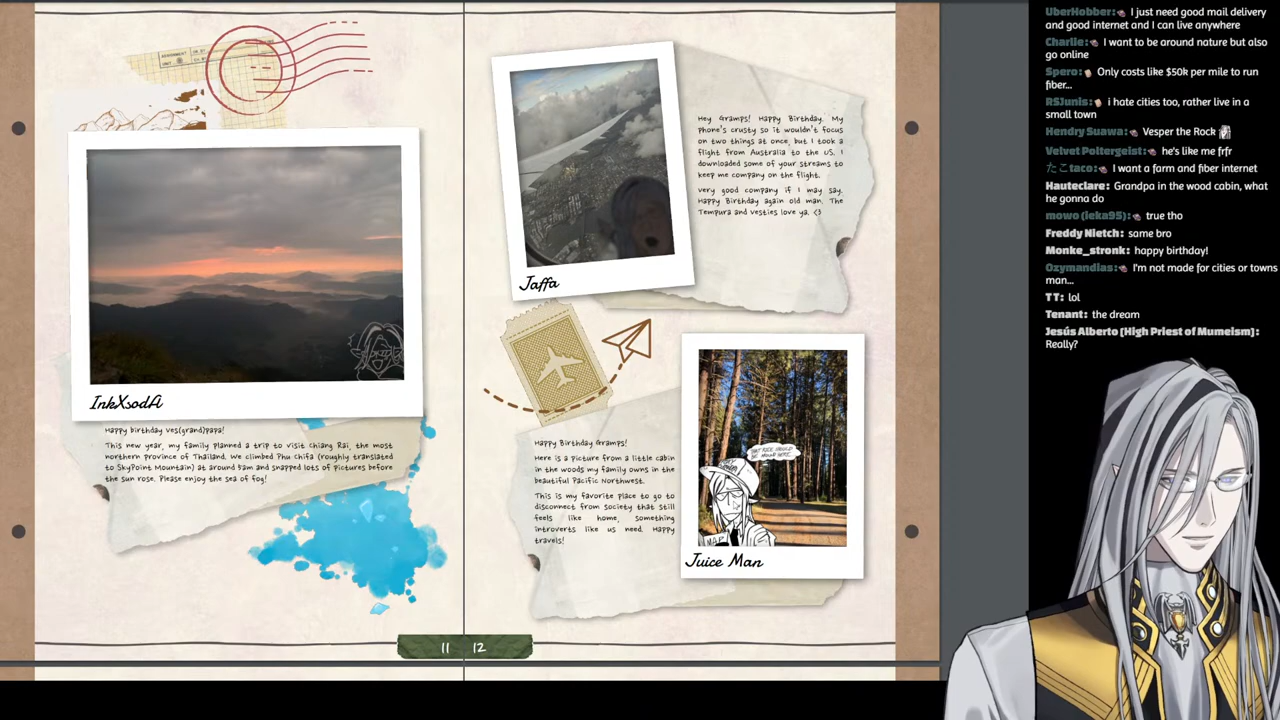 InkXsodA
Happy birthday Ves(grand)papa!
This new year, my family planned a trip to visit Chiang Rai, the most
northern province of Thailand. We climbed Phu Chifa (roughly translated
to SkyPoint Mountain) at around 5am and snapped lots of pictures before
the sun rose. Please enjoy the sea of fog!
Hey Gramps! Happy Birthday. My
phone's crusty so it wouldn't focus
on two things at once, but I took a
flight from Australia to the US. I
downloaded some of your streams to
keep me company on the flight.
very good company if I may say.
Happy Birthday again old man. The
Tempura and vesties love ya. <3
Jaffa
Happy Birthday Gramps!
Here is a picture from a little cabin
in the woods my family owns in the
beautiful Pacific Northwest.
This is my favorite place to go to
disconnect from society that still
feels like home, something
introverts like us need. Happy
travels!
Juice Man
11 12
UberHobber: I just need good mail delivery
and good internet and I can live anywhere
Charlie: I want to be around nature but also
go online
Spero: Only costs like $50k per mile to run
fiber...
RSJunis: i hate cities too, rather live in a
small town
Hendry Suawa: Vesper the Rock
Velvet Poltergeist: he's like me frfr
たこtaco: I want a farm and fiber internet
Hauteclare: Grandpa in the wood cabin, what
he gonna do
mowo (ieka95): true tho
Freddy Nietch: same bro
Monke_stronk: happy birthday!
Ozymandias: I'm not made for cities or towns
man...
TT: lol
Tenant: the dream
Jesús Alberto [High Priest of Mumeism]:
Really?